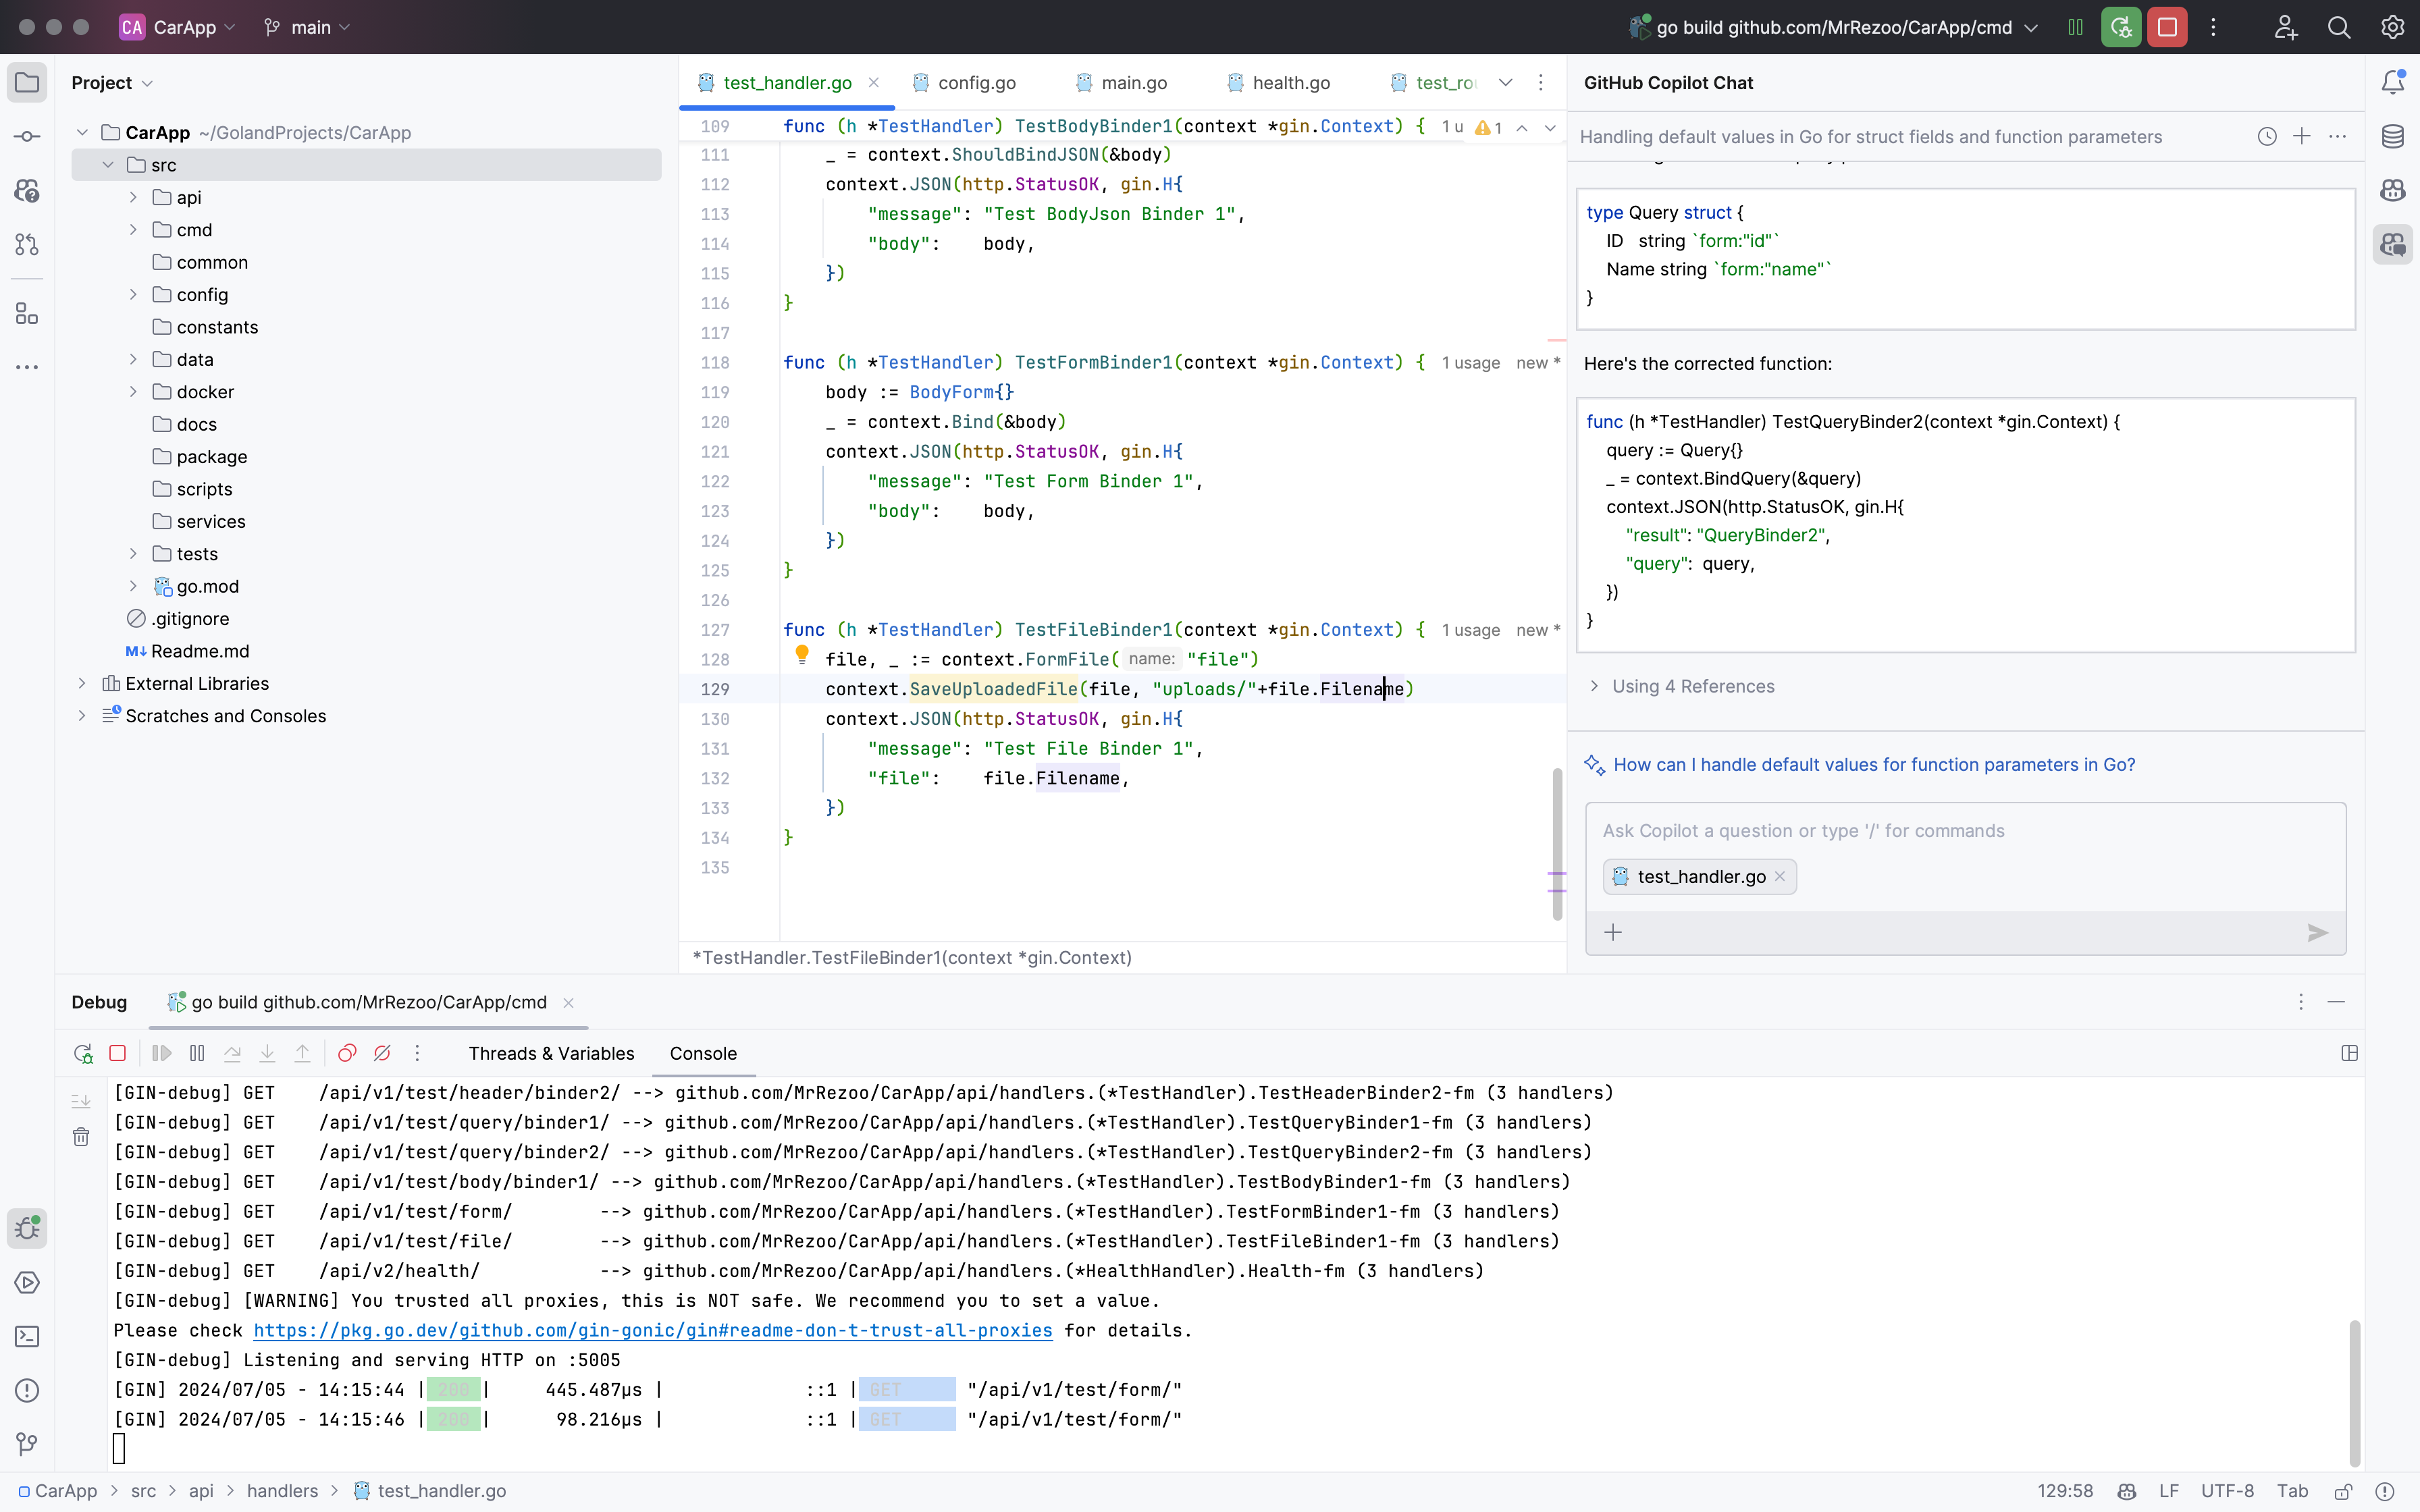 CA CarApp main go build github.com/MrRezoo/CarApp/cmd
Project
CarApp ~/GolandProjects/CarApp
src
api
cmd
common
config
constants
data
docker
docs
package
scripts
services
tests
go.mod
.gitignore
M↓ Readme.md
External Libraries
Scratches and Consoles
test_handler.go config.go main.go health.go
109 func (h *TestHandler) TestBodyBinder1(context *gin.Context) { 1 u 1
111 _ = context.ShouldBindJSON(&body)
112 context.JSON(http.StatusOK, gin.H{
113 "message": "Test BodyJson Binder 1",
114 "body": body,
115 })
116 }
117
118 func (h *TestHandler) TestFormBinder1(context *gin.Context) { 1 usage new *
119 body := BodyForm{}
120 _ = context.Bind(&body)
121 context.JSON(http.StatusOK, gin.H{
122 "message": "Test Form Binder 1",
123 "body": body,
124 })
125 }
126
127 func (h *TestHandler) TestFileBinder1(context *gin.Context) { 1 usage new *
128 file, _ := context.FormFile( name: "file")
129 context.SaveUploadedFile(file, "uploads/"+file.Filename)
130 context.JSON(http.StatusOK, gin.H{
131 "message": "Test File Binder 1",
132 "file": file.Filename,
133 })
134 }
135
*TestHandler.TestFileBinder1(context *gin.Context)
GitHub Copilot Chat
Handling default values in Go for struct fields and function parameters
type Query struct {
ID string `form:"id"`
Name string `form:"name"`
}
Here's the corrected function:
func (h *TestHandler) TestQueryBinder2(context *gin.Context) {
query := Query{}
_ = context.BindQuery(&query)
context.JSON(http.StatusOK, gin.H{
"result": "QueryBinder2",
"query": query,
})
}
Using 4 References
How can I handle default values for function parameters in Go?
Ask Copilot a question or type '/' for commands
test_handler.go
Debug go build github.com/MrRezoo/CarApp/cmd
Threads & Variables Console
[GIN-debug] GET /api/v1/test/header/binder2/ --> github.com/MrRezoo/CarApp/api/handlers.(*TestHandler).TestHeaderBinder2-fm (3 handlers)
[GIN-debug] GET /api/v1/test/query/binder1/ --> github.com/MrRezoo/CarApp/api/handlers.(*TestHandler).TestQueryBinder1-fm (3 handlers)
[GIN-debug] GET /api/v1/test/query/binder2/ --> github.com/MrRezoo/CarApp/api/handlers.(*TestHandler).TestQueryBinder2-fm (3 handlers)
[GIN-debug] GET /api/v1/test/body/binder1/ --> github.com/MrRezoo/CarApp/api/handlers.(*TestHandler).TestBodyBinder1-fm (3 handlers)
[GIN-debug] GET /api/v1/test/form/ --> github.com/MrRezoo/CarApp/api/handlers.(*TestHandler).TestFormBinder1-fm (3 handlers)
[GIN-debug] GET /api/v1/test/file/ --> github.com/MrRezoo/CarApp/api/handlers.(*TestHandler).TestFileBinder1-fm (3 handlers)
[GIN-debug] GET /api/v2/health/ --> github.com/MrRezoo/CarApp/api/handlers.(*HealthHandler).Health-fm (3 handlers)
[GIN-debug] [WARNING] You trusted all proxies, this is NOT safe. We recommend you to set a value.
Please check https://pkg.go.dev/github.com/gin-gonic/gin#readme-don-t-trust-all-proxies for details.
[GIN-debug] Listening and serving HTTP on :5005
[GIN] 2024/07/05 - 14:15:44 | 200 | 445.487µs | ::1 | GET "/api/v1/test/form/"
[GIN] 2024/07/05 - 14:15:46 | 200 | 98.216µs | ::1 | GET "/api/v1/test/form/"
CarApp > src > api > handlers > test_handler.go 129:58 LF UTF-8 Tab